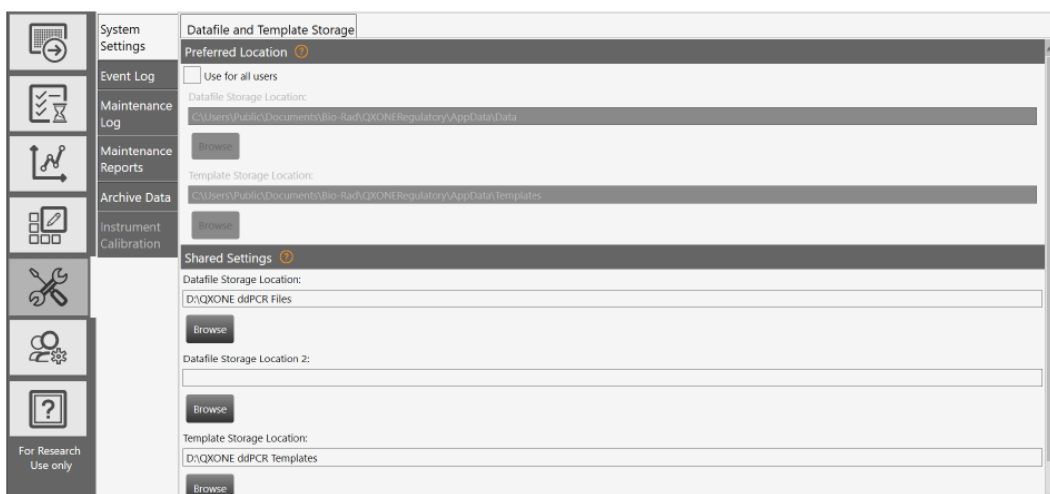 System
Settings
Event Log
Maintenance
Log
Maintenance
Reports
Archive Data
Instrument
Calibration
For Research
Use only
Datafile and Template Storage
Preferred Location ?
Use for all users
Datafile Storage Location:
C:\Users\Public\Documents\Bio-Rad\QXONERegulatory\AppData\Data
Browse
Template Storage Location:
C:\Users\Public\Documents\Bio-Rad\QXONERegulatory\AppData\Templates
Browse
Shared Settings ?
Datafile Storage Location:
D:\QXONE ddPCR Files
Browse
Datafile Storage Location 2:
Browse
Template Storage Location:
D:\QXONE ddPCR Templates
Browse